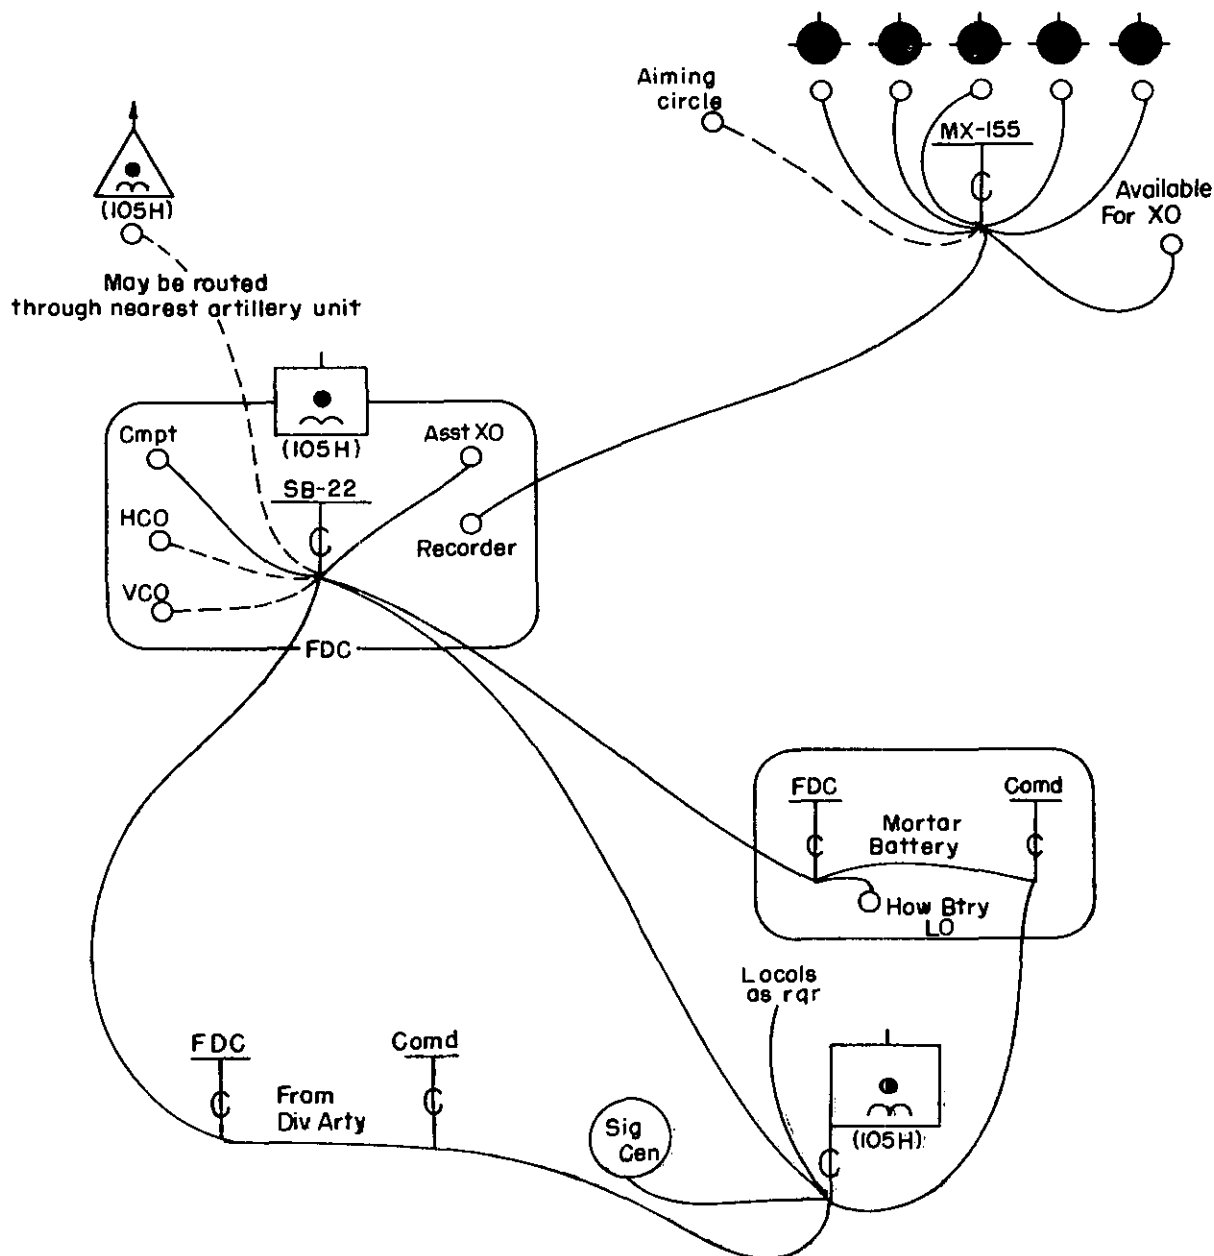 Aiming
circle
MX-155
Available
For XO
(105H)
May be routed
through nearest artillery unit
(105H)
Cmpt
Asst XO
SB-22
HCO
Recorder
VCO
FDC
FDC
Comd
Mortar
Battery
How Btry
LO
Locals
as rqr
FDC
Comd
From
Div Arty
Sig
Cen
(105H)